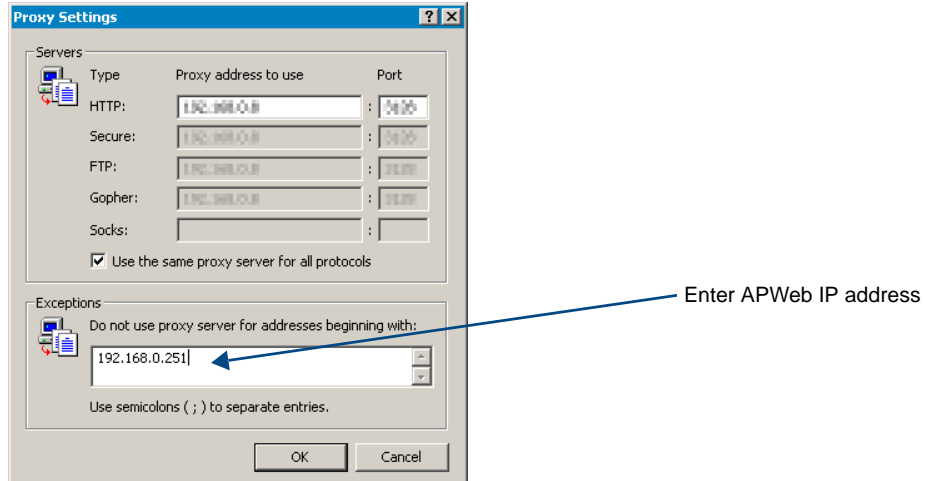 Proxy Settings
Servers
Type Proxy address to use Port
HTTP: :
Secure: :
FTP: :
Gopher: :
Socks: :
Use the same proxy server for all protocols
Exceptions
Do not use proxy server for addresses beginning with:
192.168.0.251
Use semicolons ( ; ) to separate entries.
OK Cancel
Enter APWeb IP address